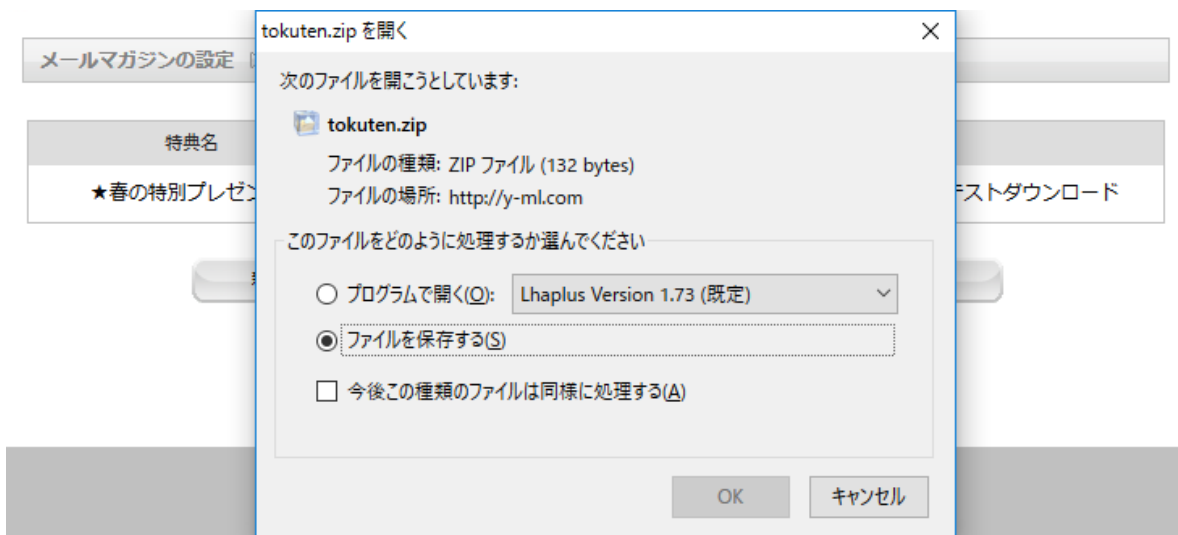 tokuten.zip を開く
メールマガジンの設定
次のファイルを開こうとしています:
tokuten.zip
ファイルの種類: ZIP ファイル (132 bytes)
ファイルの場所: http://y-ml.com
特典名
★春の特別プレゼン
テストダウンロード
このファイルをどのように処理するか選んでください
プログラムで開く(O): Lhaplus Version 1.73 (既定)
ファイルを保存する(S)
今後この種類のファイルは同様に処理する(A)
OK キャンセル